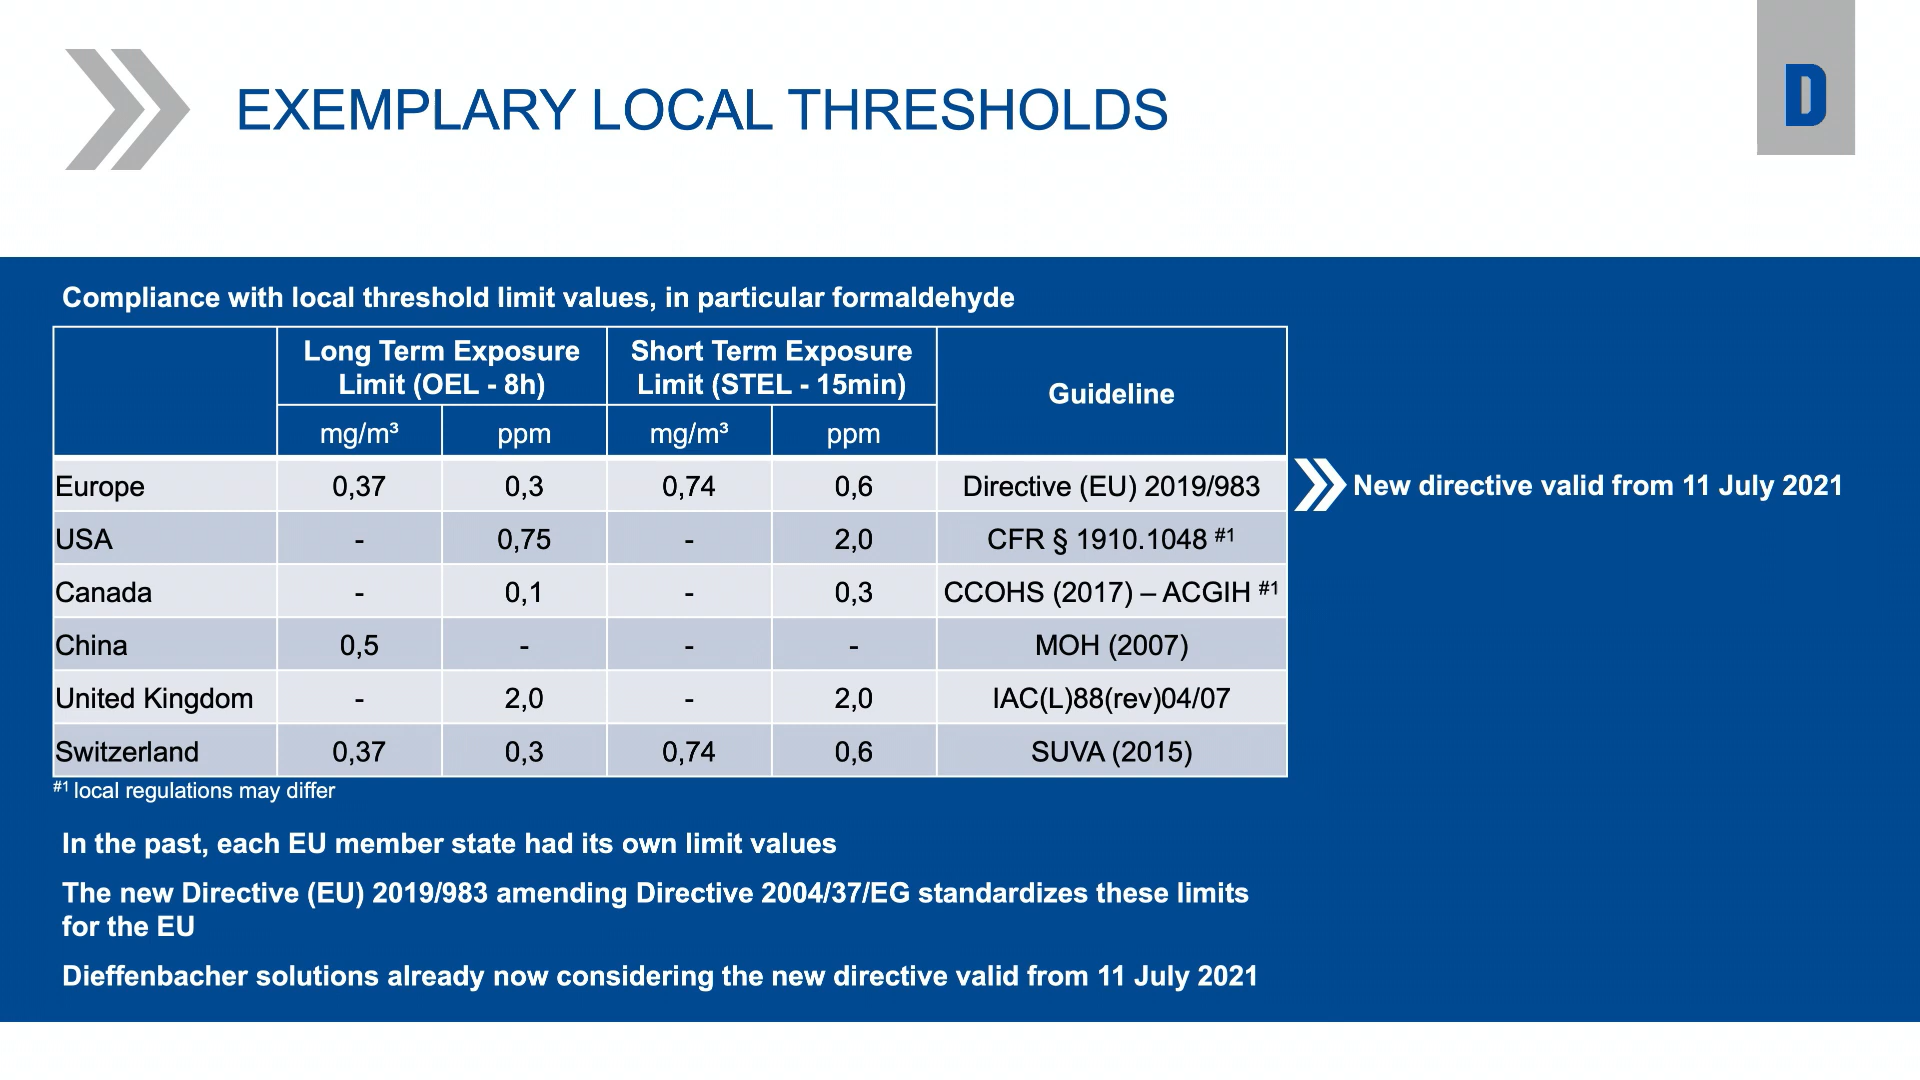 EXEMPLARY LOCAL THRESHOLDS
D
Compliance with local threshold limit values, in particular formaldehyde
Long Term Exposure Limit (OEL - 8h) Short Term Exposure Limit (STEL - 15min) Guideline
mg/m³ ppm mg/m³ ppm
Europe 0,37 0,3 0,74 0,6 Directive (EU) 2019/983 New directive valid from 11 July 2021
USA - 0,75 - 2,0 CFR § 1910.1048 #1
Canada - 0,1 - 0,3 CCOHS (2017) – ACGIH #1
China 0,5 - - - MOH (2007)
United Kingdom - 2,0 - 2,0 IAC(L)88(rev)04/07
Switzerland 0,37 0,3 0,74 0,6 SUVA (2015)
#1 local regulations may differ
In the past, each EU member state had its own limit values
The new Directive (EU) 2019/983 amending Directive 2004/37/EG standardizes these limits
for the EU
Dieffenbacher solutions already now considering the new directive valid from 11 July 2021